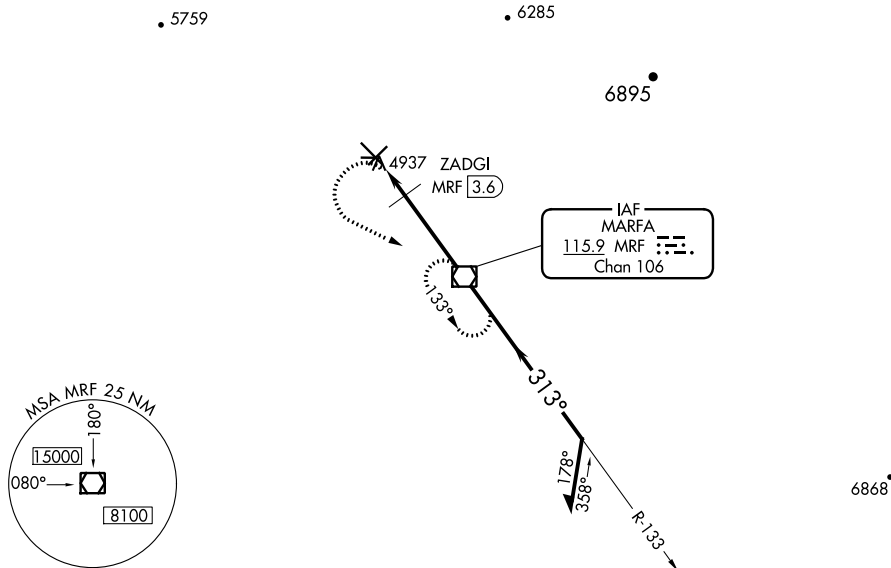 5759
6285
6895
4937 ZADGI
MRF 3.6
IAF
MARFA
115.9 MRF
Chan 106
133°
313°
MSA MRF 25 NM
180°
15000
080°
8100
178°
358°
R-133
6868